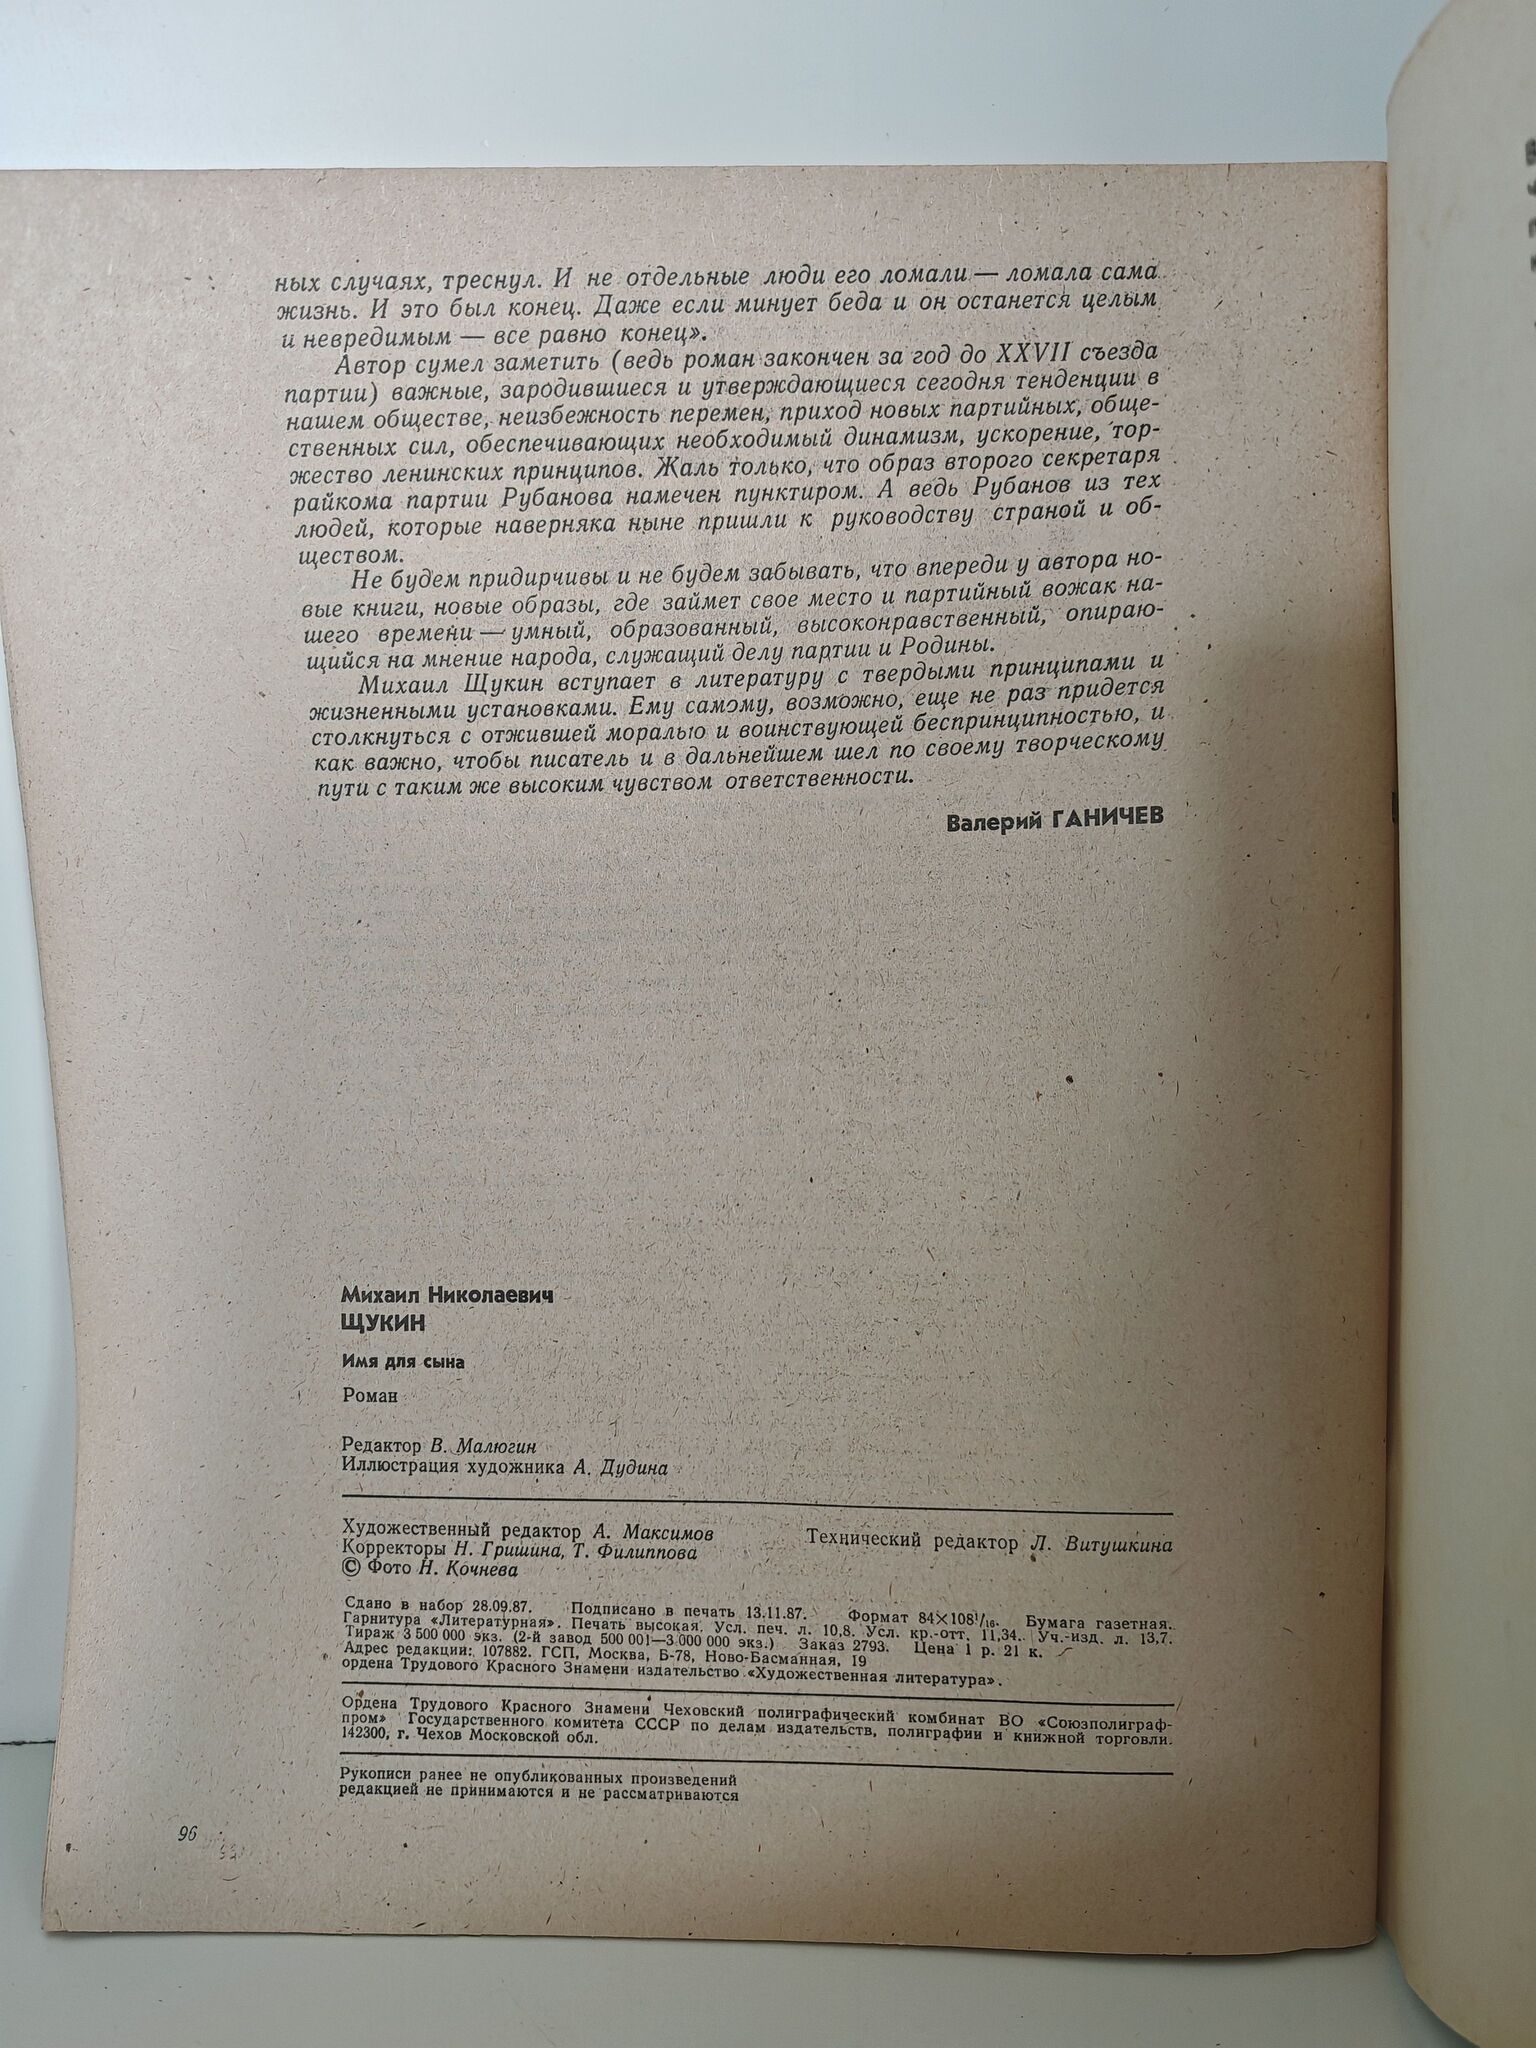 ных случаях, треснул. И не отдельные люди его ломали — ломала сама
жизнь. И это был конец. Даже если минует беда и он останется целым
и невредимым — все равно конец».
Автор сумел заметить (ведь роман закончен за год до XXVII съезда
партии) важные, зародившиеся и утверждающиеся сегодня тенденции в
нашем обществе, неизбежность перемен, приход новых партийных, обще-
ственных сил, обеспечивающих необходимый динамизм, ускорение, тор-
жество ленинских принципов. Жаль только, что образ второго секретаря
райкома партии Рубанова намечен пунктиром. А ведь Рубанов из тех
людей, которые наверняка ныне пришли к руководству страной и об-
ществом.
Не будем придирчивы и не будем забывать, что впереди у автора но-
вые книги, новые образы, где займет свое место и партийный вожак на-
шего времени — умный, образованный, высоконравственный, опираю-
щийся на мнение народа, служащий делу партии и Родины.
Михаил Щукин вступает в литературу с твердыми принципами и
жизненными установками. Ему самому, возможно, еще не раз придется
столкнуться с отжившей моралью и воинствующей беспринципностью, и
как важно, чтобы писатель и в дальнейшем шел по своему творческому
пути с таким же высоким чувством ответственности.
Валерий ГАНИЧЕВ
Михаил Николаевич
ЩУКИН
Имя для сына
Роман
Редактор В. Малюгин
Иллюстрация художника А. Дудина
Художественный редактор А. Максимов Технический редактор Л. Витушкина
Корректоры Н. Гришина, Т. Филиппова
© Фото Н. Кочнева
Сдано в набор 28.09.87. Подписано в печать 13.11.87. Формат 84×108¹/₁₆. Бумага газетная.
Гарнитура «Литературная». Печать высокая. Усл. печ. л. 10,8. Усл. кр.-отт. 11,34. Уч.-изд. л. 13,7.
Тираж 3 500 000 экз. (2-й завод 500 001—3 000 000 экз.) Заказ 2793. Цена 1 р. 21 к.
Адрес редакции: 107882. ГСП, Москва, Б-78, Ново-Басманная, 19
ордена Трудового Красного Знамени издательство «Художественная литература».
Ордена Трудового Красного Знамени Чеховский полиграфический комбинат ВО «Союзполиграф-
пром» Государственного комитета СССР по делам издательств, полиграфии и книжной торговли.
142300, г. Чехов Московской обл.
Рукописи ранее не опубликованных произведений
редакцией не принимаются и не рассматриваются
96